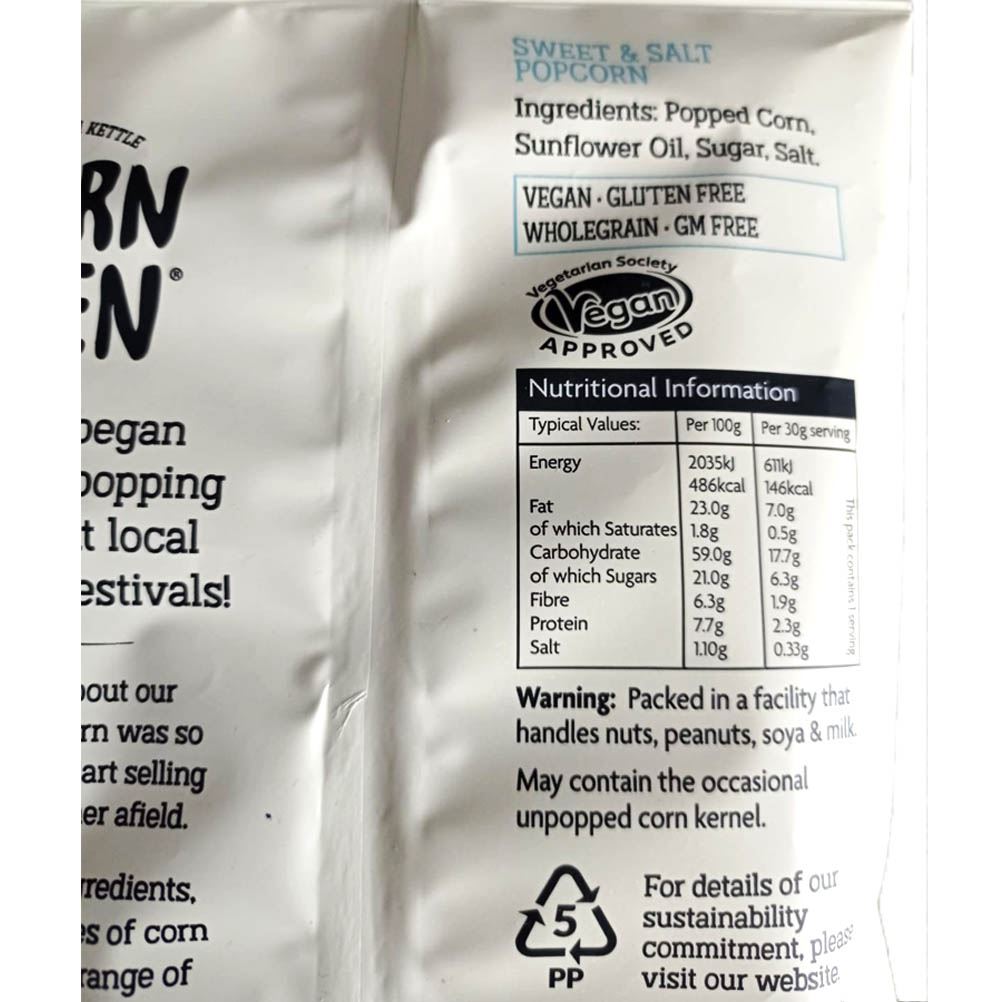 KETTLE
RN
EN®
began
popping
t local
estivals!
out our
rn was so
art selling
er afield.
redients,
s of corn
range of
SWEET & SALT
POPCORN
Ingredients: Popped Corn,
Sunflower Oil, Sugar, Salt.
VEGAN · GLUTEN FREE
WHOLEGRAIN · GM FREE
Vegetarian Society
Vegan
APPROVED
Nutritional Information
Typical Values: Per 100g Per 30g serving
Energy 2035kJ 611kJ
486kcal 146kcal
Fat 23.0g 7.0g
of which Saturates 1.8g 0.5g
Carbohydrate 59.0g 17.7g
of which Sugars 21.0g 6.3g
Fibre 6.3g 1.9g
Protein 7.7g 2.3g
Salt 1.10g 0.33g
This pack contains 1 serving
Warning: Packed in a facility that
handles nuts, peanuts, soya & milk.
May contain the occasional
unpopped corn kernel.
5
PP
For details of our
sustainability
commitment, please
visit our website.